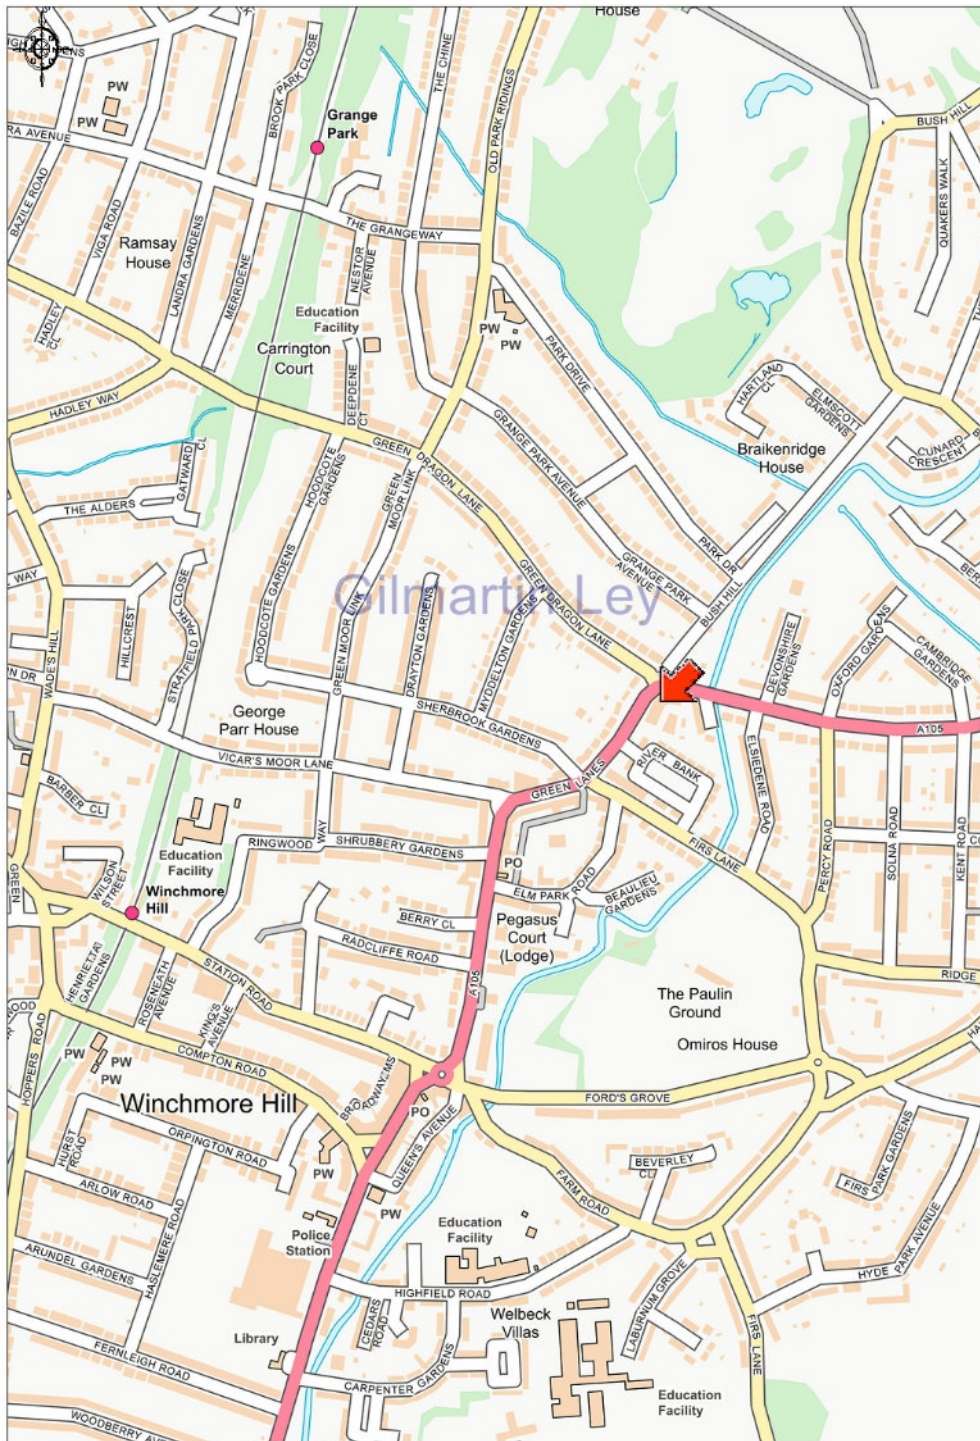 House
BUSH HILL
BROOK PARK CLOSE
THE CHINE
OLD PARK RIDINGS
PW
PW
Grange
Park
BAZILE ROAD
VIGA ROAD
LANDRA GARDENS
MERRIDENE
QUAKERS WALK
Ramsay
House
THE GRANGEWAY
NESTOR
AVENUE
HADLEY
CL
Education
Facility
Carrington
Court
PW
PW
PARK DRIVE
HADLEY WAY
DEEPDENE
CT
HARTLAND
CL
ELMSCOTT
GARDENS
GREEN DRAGON LANE
GRANGE PARK AVENUE
Braikenridge
House
CUNARD
CRESCENT
GATWARD
CL
THE ALDERS
HOODCOTE
GARDENS
GREEN
MOOR LINK
PARK DR
GRANGE PARK
AVENUE
GREEN DRAGON LANE
BUSH HILL
Gilmartin Ley
HOODCOTE GARDENS
GREEN MOOR LINK
DRAYTON GARDENS
MYDDELTON GARDENS
WADE'S HILL
HILLCREST
STRATFIELD PARK CLOSE
DEVONSHIRE
GARDENS
OXFORD GARDENS
CAMBRIDGE
GARDENS
George
Parr House
SHERBROOK GARDENS
A105
VICAR'S MOOR LANE
GREEN LANES
RIVER BANK
ELSIEDENE ROAD
BARBER CL
Education
Facility
RINGWOOD
WAY
SHRUBBERY GARDENS
FIRS LANE
PERCY ROAD
SOLNA ROAD
KENT ROAD
GREEN
WILSON
STREET
Winchmore
Hill
PO
ELM PARK ROAD
BEAULIEU
GARDENS
BERRY CL
Pegasus
Court
(Lodge)
RADCLIFFE ROAD
A105
RIDGE
HENRIETTA
GARDENS
ROSENEATH
AVENUE
STATION ROAD
KING'S
AVENUE
The Paulin
Ground
Omiros House
HOPPERS ROAD
PW
PW
PW
COMPTON ROAD
Winchmore Hill
PO
FORD'S GROVE
QUEEN'S AVENUE
HURST
ROAD
ORPINGTON ROAD
PW
ARLOW ROAD
HASLEMERE ROAD
BEVERLEY
CL
FARM ROAD
FIRS
PARK GARDENS
PW
Police
Station
Education
Facility
ARUNDEL GARDENS
HIGHFIELD ROAD
LABURNUM GROVE
HYDE PARK AVENUE
Welbeck
Villas
CEDARS
ROAD
Library
FERNLEIGH ROAD
CARPENTER GARDENS
FIRS LANE
Education
Facility